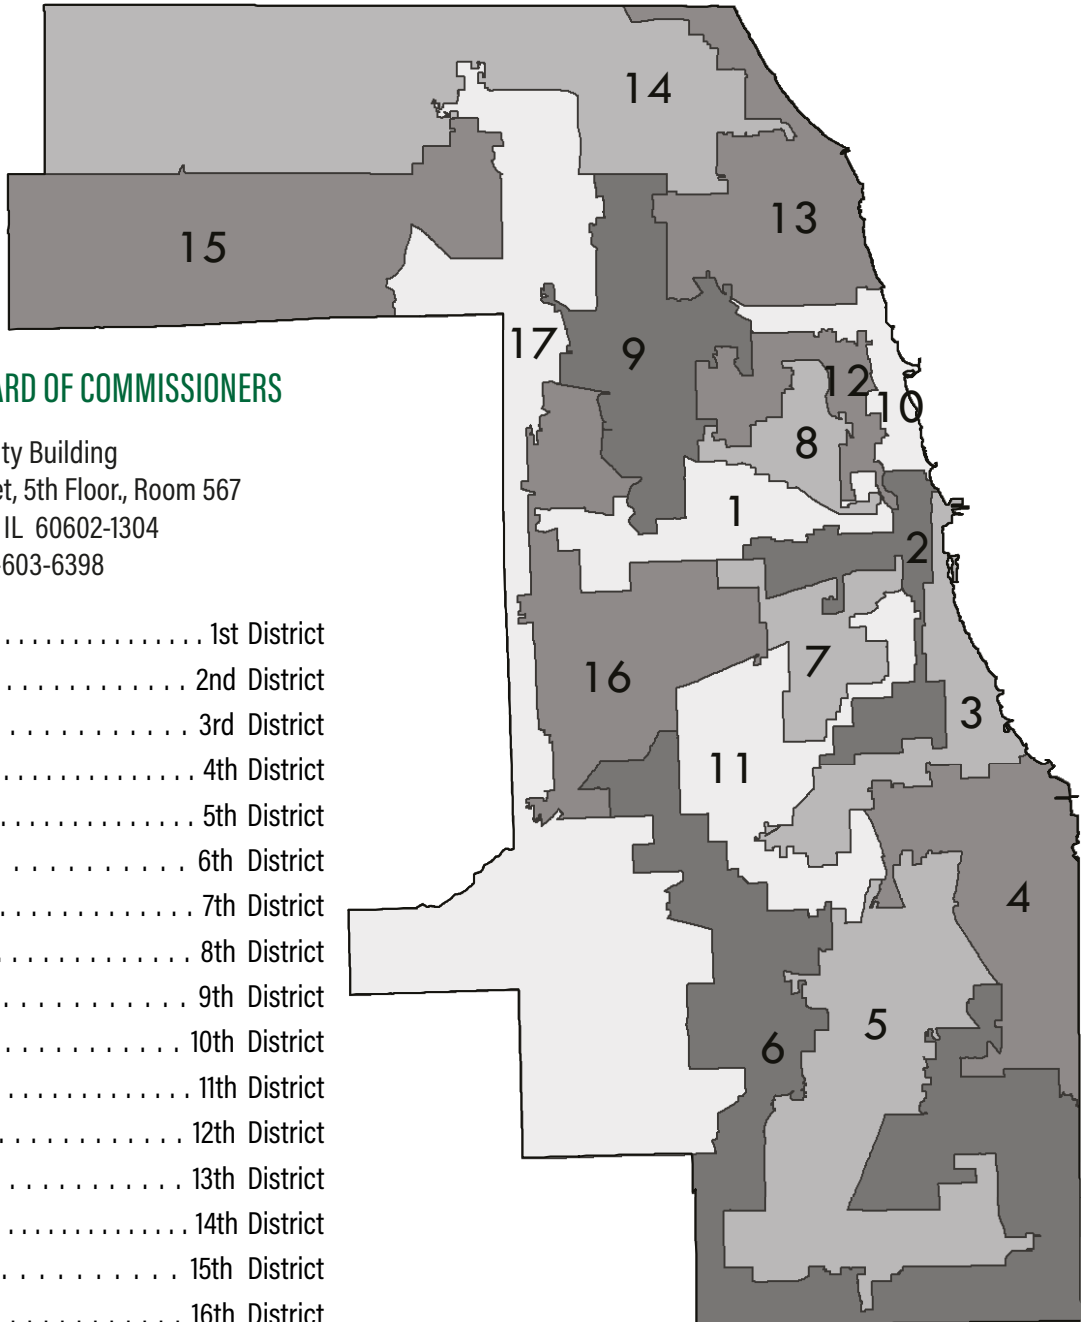 14
13
15
17
9
12
10
ARD OF COMMISSIONERS
8
ty Building
et, 5th Floor., Room 567
IL 60602-1304
-603-6398
1
2
. . . . . . . . . . . . . . . 1st District
. . . . . . . . . . . . . 2nd District
. . . . . . . . . . . . 3rd District
. . . . . . . . . . . . . 4th District
. . . . . . . . . . . . . . 5th District
. . . . . . . . . . 6th District
. . . . . . . . . . . . . 7th District
. . . . . . . . . . . . . 8th District
. . . . . . . . . . . 9th District
. . . . . . . . . . . . 10th District
. . . . . . . . . . . . . 11th District
. . . . . . . . . . . . 12th District
. . . . . . . . . . . . 13th District
. . . . . . . . . . . . . 14th District
. . . . . . . . . . . 15th District
. . . . . . . . . . . . 16th District
7
16
3
11
4
5
6